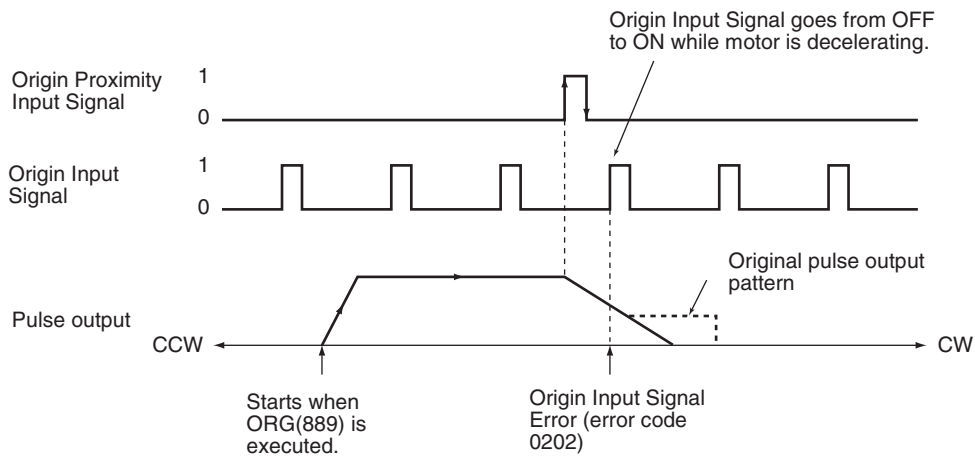 Origin Input Signal goes from OFF
to ON while motor is decelerating.
Origin Proximity
Input Signal
1
0
Origin Input
Signal
1
0
Original pulse output
pattern
Pulse output
CCW
CW
Starts when
ORG(889) is
executed.
Origin Input Signal
Error (error code
0202)